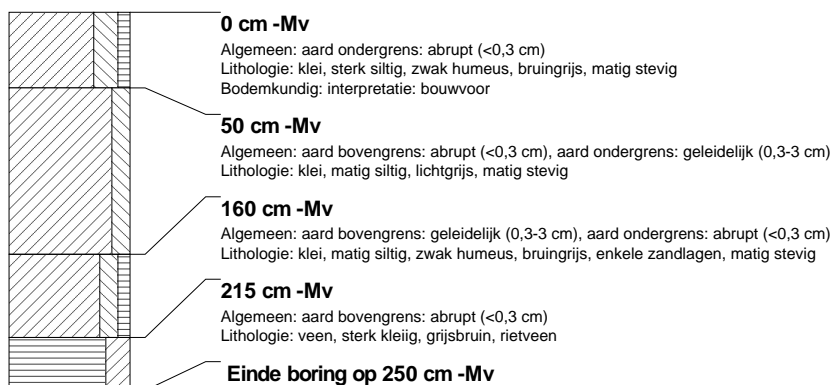 0 cm -Mv
Algemeen: aard ondergrens: abrupt (<0,3 cm)
Lithologie: klei, sterk siltig, zwak humeus, bruingrijs, matig stevig
Bodemkundig: interpretatie: bouwvoor
50 cm -Mv
Algemeen: aard bovengrens: abrupt (<0,3 cm), aard ondergrens: geleidelijk (0,3-3 cm)
Lithologie: klei, matig siltig, lichtgrijs, matig stevig
160 cm -Mv
Algemeen: aard bovengrens: geleidelijk (0,3-3 cm), aard ondergrens: abrupt (<0,3 cm)
Lithologie: klei, matig siltig, zwak humeus, bruingrijs, enkele zandlagen, matig stevig
215 cm -Mv
Algemeen: aard bovengrens: abrupt (<0,3 cm)
Lithologie: veen, sterk kleiig, grijsbruin, rietveen
Einde boring op 250 cm -Mv